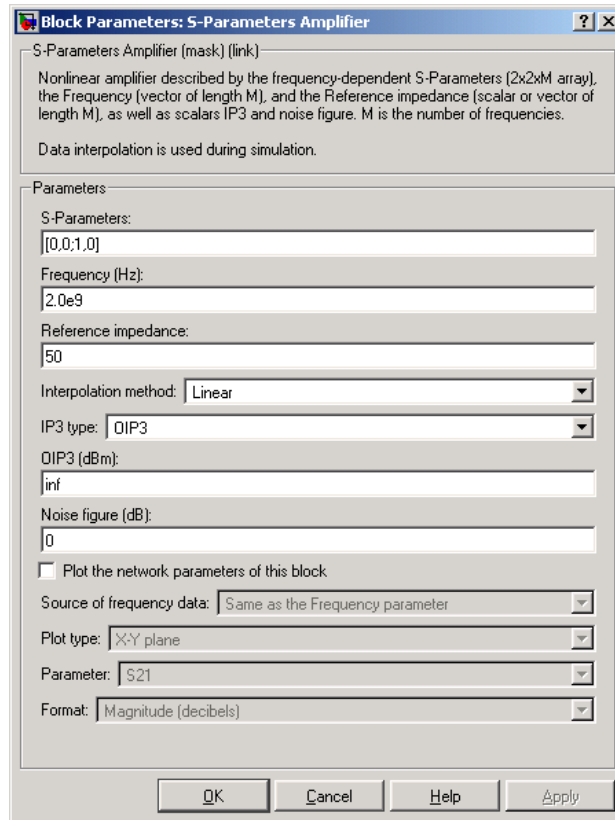 Block Parameters: S-Parameters Amplifier
S-Parameters Amplifier (mask) (link)
Nonlinear amplifier described by the frequency-dependent S-Parameters (2x2xM array),
the Frequency (vector of length M), and the Reference impedance (scalar or vector of
length M), as well as scalars IP3 and noise figure. M is the number of frequencies.
Data interpolation is used during simulation.
Parameters
S-Parameters:
[0,0;1,0]
Frequency (Hz):
2.0e9
Reference impedance:
50
Interpolation method: Linear
IP3 type: OIP3
OIP3 (dBm):
inf
Noise figure (dB):
0
Plot the network parameters of this block
Source of frequency data: Same as the Frequency parameter
Plot type: X-Y plane
Parameter: S21
Format: Magnitude (decibels)
OK Cancel Help Apply